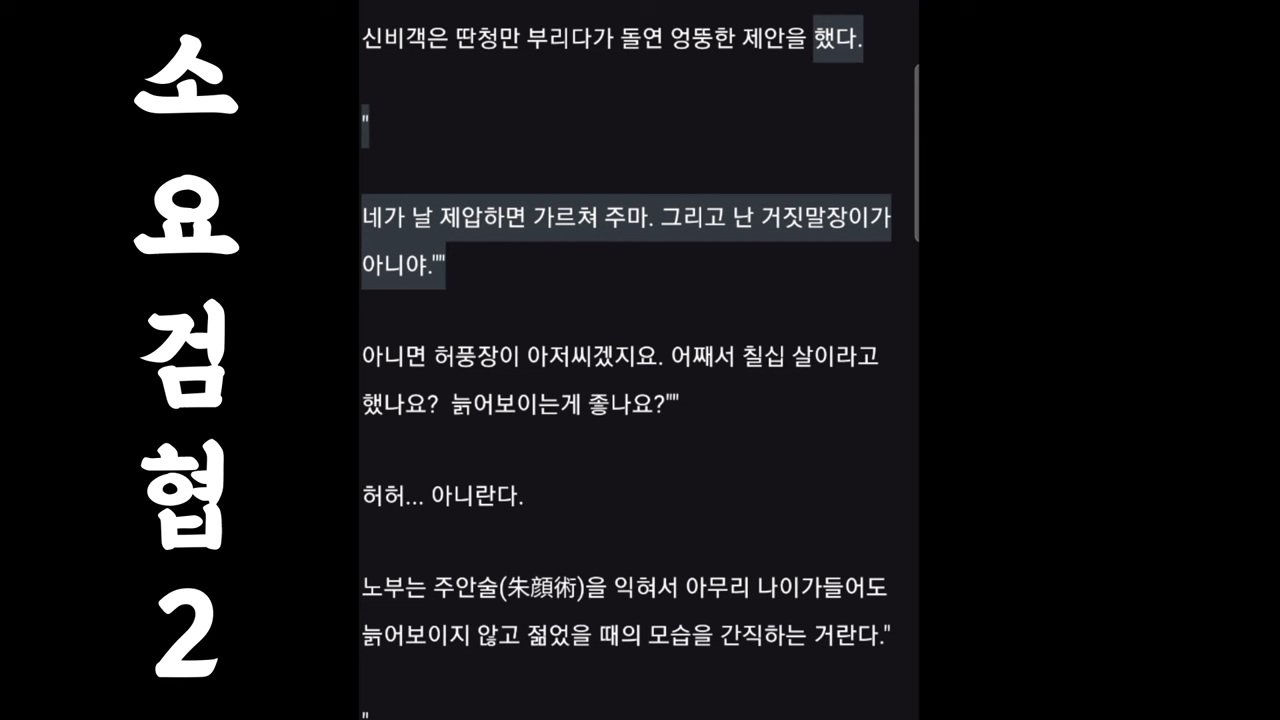 소
요
검
협
2
신비객은 딴청만 부리다가 돌연 엉뚱한 제안을 했다.
"
네가 날 제압하면 가르쳐 주마. 그리고 난 거짓말장이가
아니야.""
아니면 허풍장이 아저씨겠지요. 어째서 칠십 살이라고
했나요?  늙어보이는게 좋나요?""
허허... 아니란다.
노부는 주안술(朱顔術)을 익혀서 아무리 나이가들어도
늙어보이지 않고 젊었을 때의 모습을 간직하는 거란다."
"